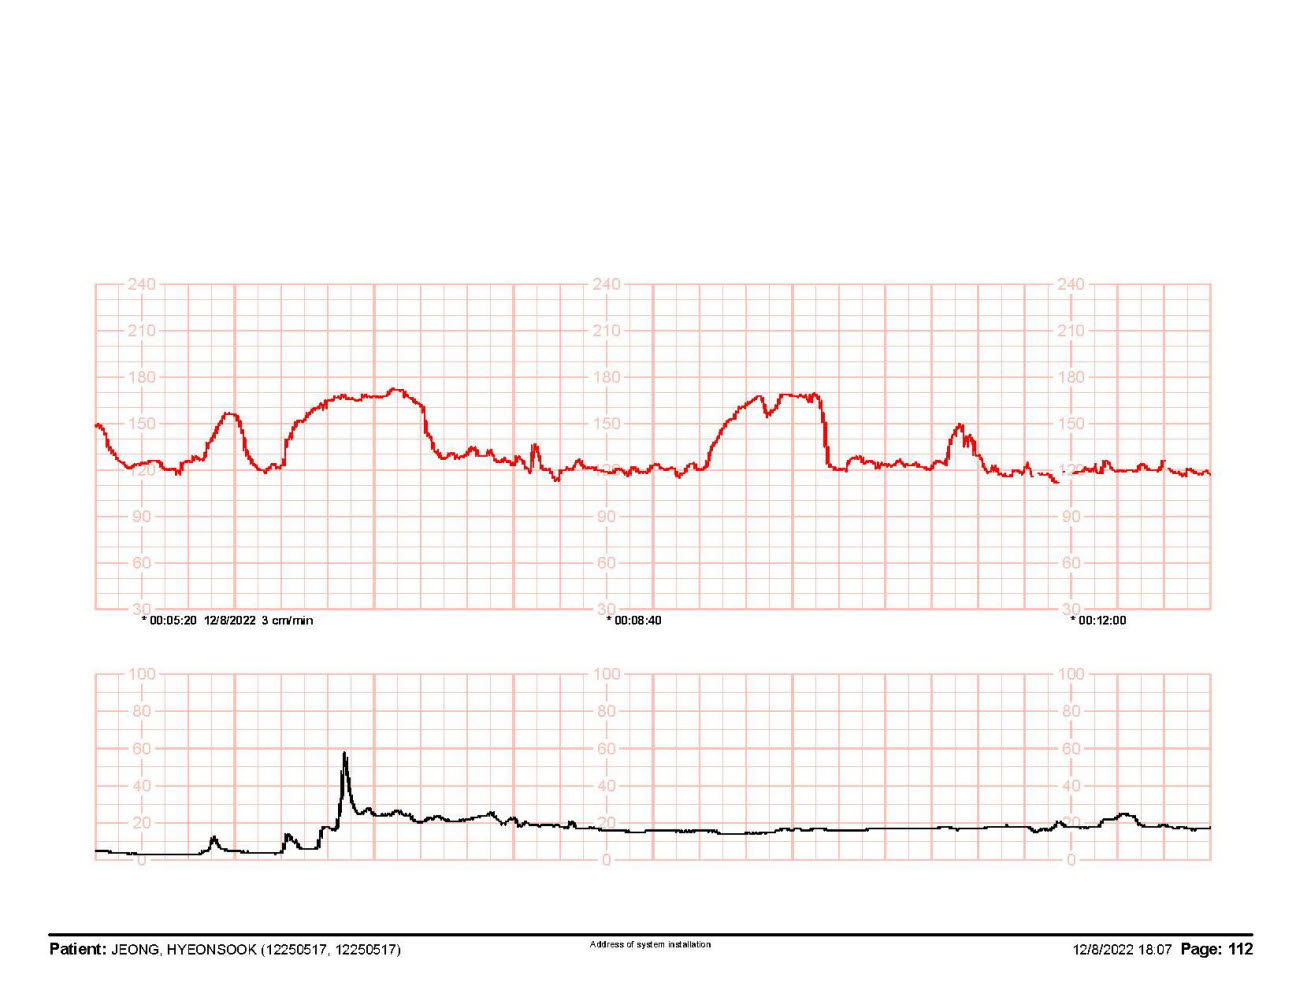 240 240 240
210 210 210
180 180 180
150 150 150
120 120 120
90 90 90
60 60 60
30 30 30
* 00:05:20 12/8/2022 3 cm/min * 00:08:40 * 00:12:00
100 100 100
80 80 80
60 60 60
40 40 40
20 20 20
0 0 0
Patient: JEONG, HYEONSOOK (12250517, 12250517) Address of system installation 12/8/2022 18:07 Page: 112